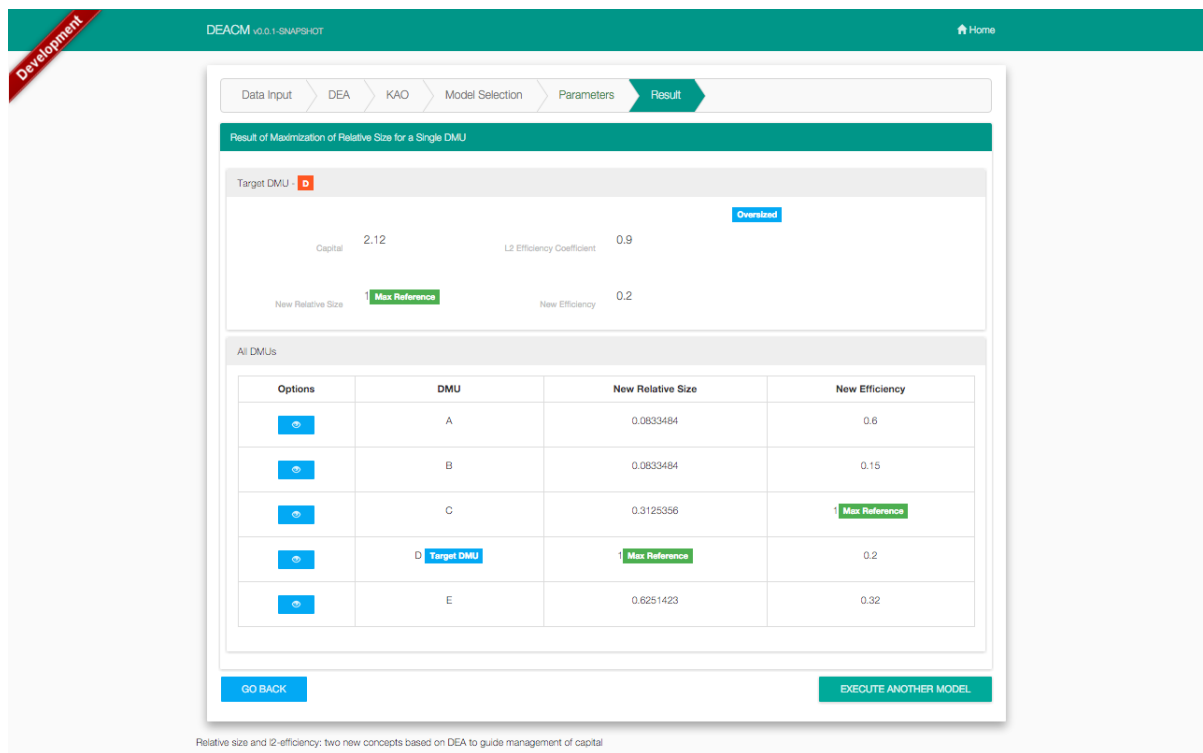 Development
DEACM v0.0.1-SNAPSHOT Home
Data Input DEA KAO Model Selection Parameters Result
Result of Maximization of Relative Size for a Single DMU
Target DMU - D
Oversized
Capital 2.12 L2 Efficiency Coefficient 0.9
New Relative Size 1 Max Reference New Efficiency 0.2
All DMUs
Options DMU New Relative Size New Efficiency
A 0.0833484 0.6
B 0.0833484 0.15
C 0.3125356 1 Max Reference
D Target DMU 1 Max Reference 0.2
E 0.6251423 0.32
GO BACK EXECUTE ANOTHER MODEL
Relative size and l2-efficiency: two new concepts based on DEA to guide management of capital